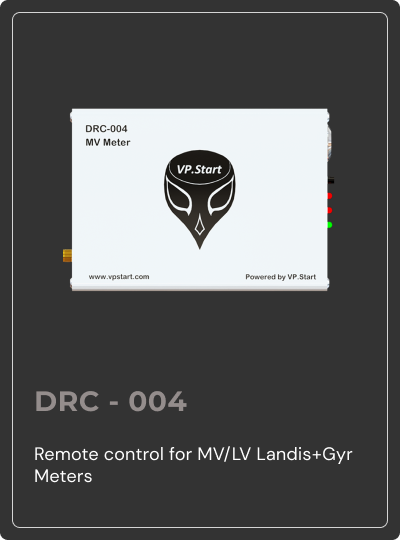 DRC-004
MV Meter
VP.Start
www.vpstart.com
Powered by VP.Start
DRC - 004
Remote control for MV/LV Landis+Gyr
Meters